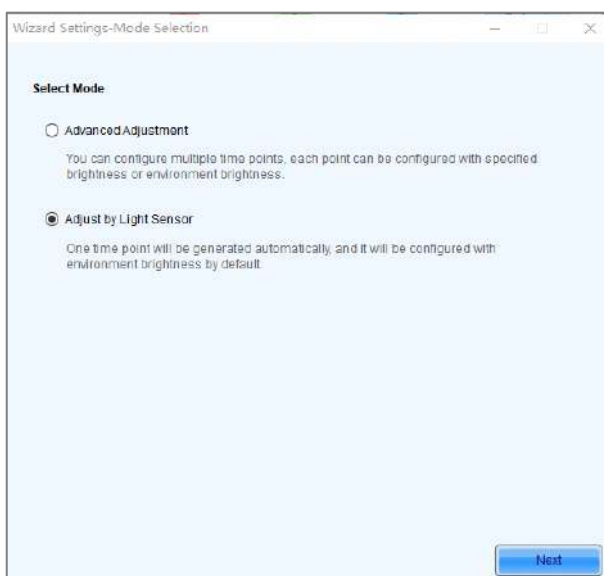 Wizard Settings-Mode Selection
Select Mode
Advanced Adjustment
You can configure multiple time points, each point can be configured with specified
brightness or environment brightness.
Adjust by Light Sensor
One time point will be generated automatically, and it will be configured with
environment brightness by default.
Next